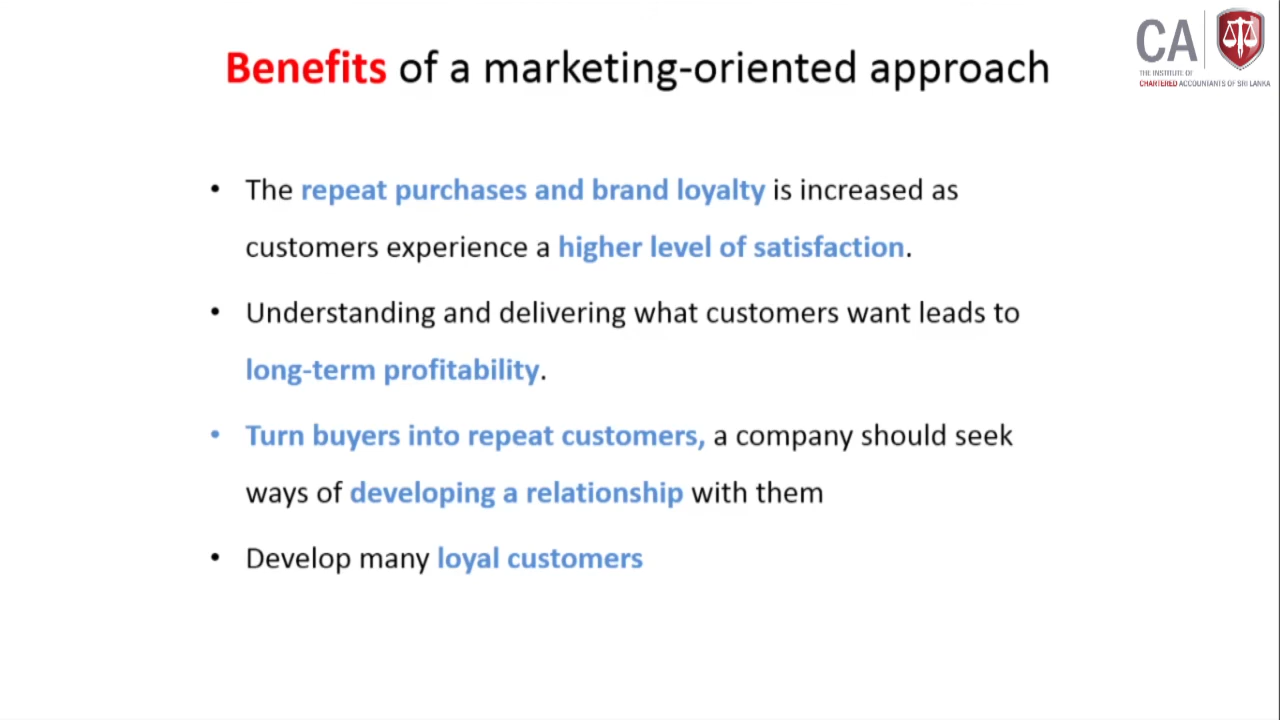 Benefits of a marketing-oriented approach
CA
THE INSTITUTE OF
CHARTERED ACCOUNTANTS OF SRI LANKA
• The repeat purchases and brand loyalty is increased as
customers experience a higher level of satisfaction.
• Understanding and delivering what customers want leads to
long-term profitability.
• Turn buyers into repeat customers, a company should seek
ways of developing a relationship with them
• Develop many loyal customers